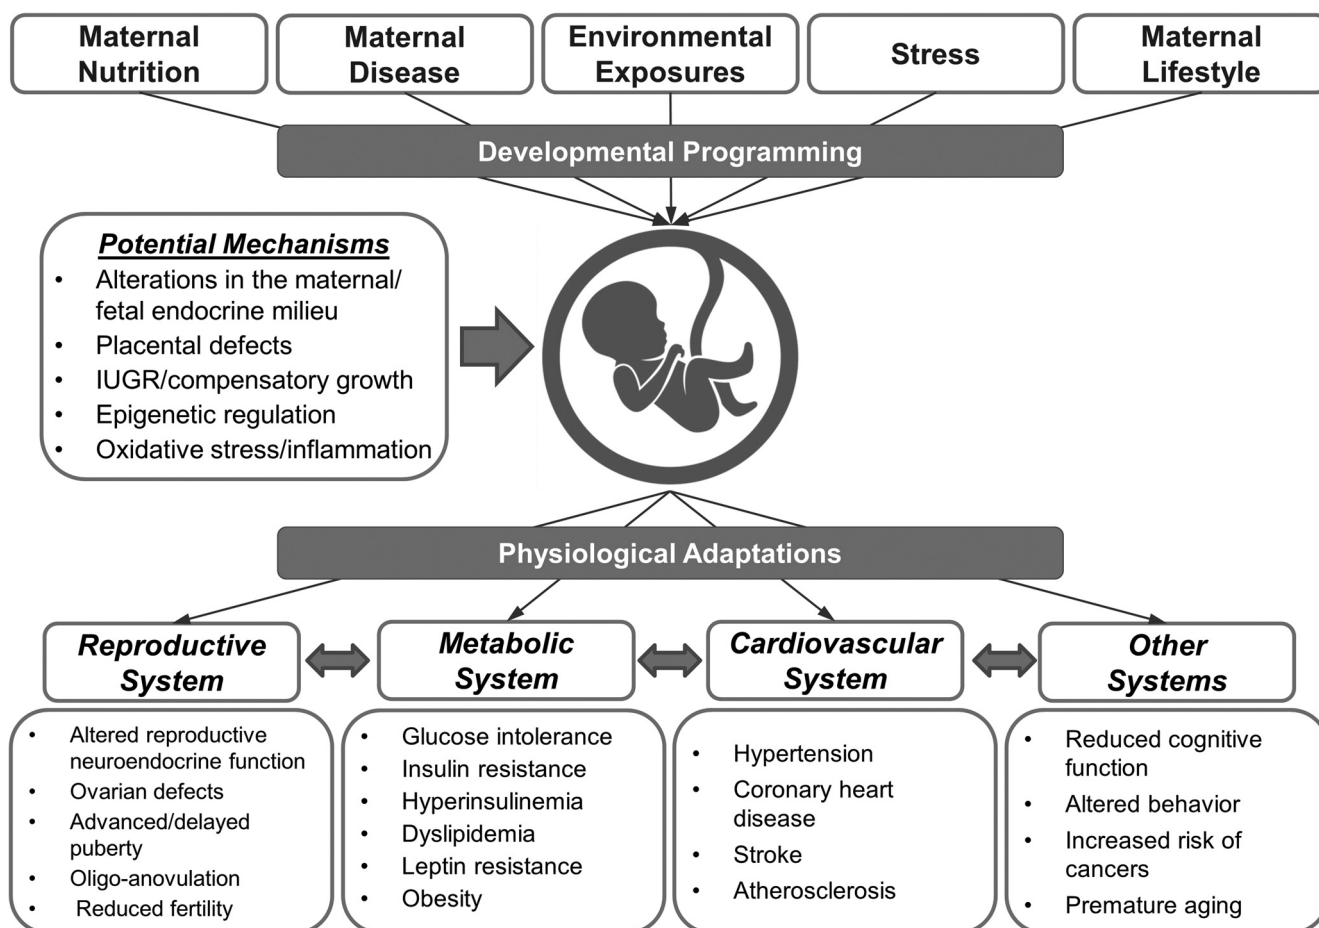 Maternal
Nutrition
Maternal
Disease
Environmental
Exposures
Stress
Maternal
Lifestyle
Developmental Programming
Potential Mechanisms
• Alterations in the maternal/
fetal endocrine milieu
• Placental defects
• IUGR/compensatory growth
• Epigenetic regulation
• Oxidative stress/inflammation
Physiological Adaptations
Reproductive
System
• Altered reproductive
neuroendocrine function
• Ovarian defects
• Advanced/delayed
puberty
• Oligo-anovulation
• Reduced fertility
Metabolic
System
• Glucose intolerance
• Insulin resistance
• Hyperinsulinemia
• Dyslipidemia
• Leptin resistance
• Obesity
Cardiovascular
System
• Hypertension
• Coronary heart
disease
• Stroke
• Atherosclerosis
Other
Systems
• Reduced cognitive
function
• Altered behavior
• Increased risk of
cancers
• Premature aging